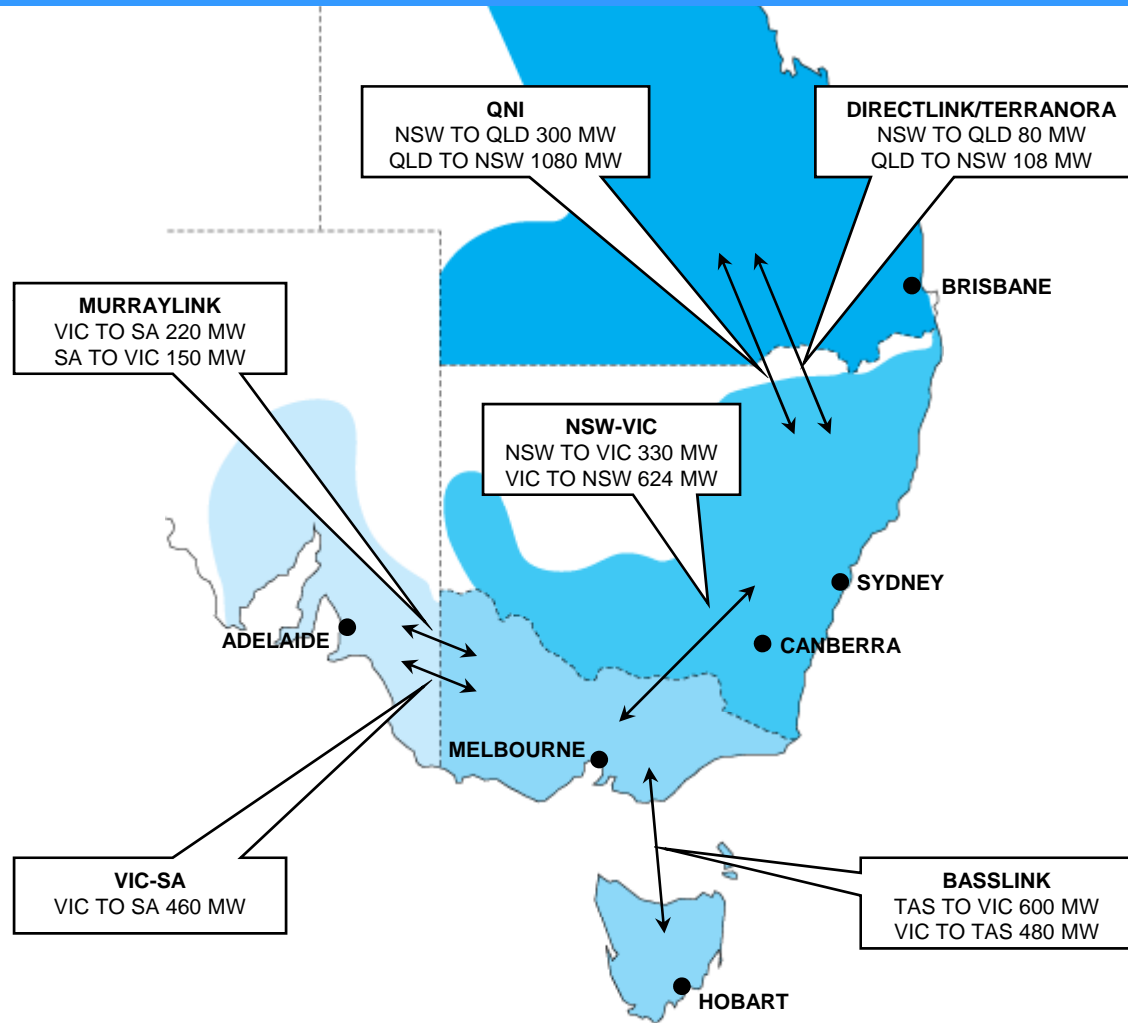 QNI
NSW TO QLD 300 MW
QLD TO NSW 1080 MW
DIRECTLINK/TERRANORA
NSW TO QLD 80 MW
QLD TO NSW 108 MW
BRISBANE
MURRAYLINK
VIC TO SA 220 MW
SA TO VIC 150 MW
NSW-VIC
NSW TO VIC 330 MW
VIC TO NSW 624 MW
SYDNEY
ADELAIDE
CANBERRA
MELBOURNE
VIC-SA
VIC TO SA 460 MW
BASSLINK
TAS TO VIC 600 MW
VIC TO TAS 480 MW
HOBART